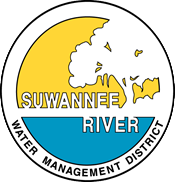 SUWANNEE
RIVER
WATER MANAGEMENT DISTRICT